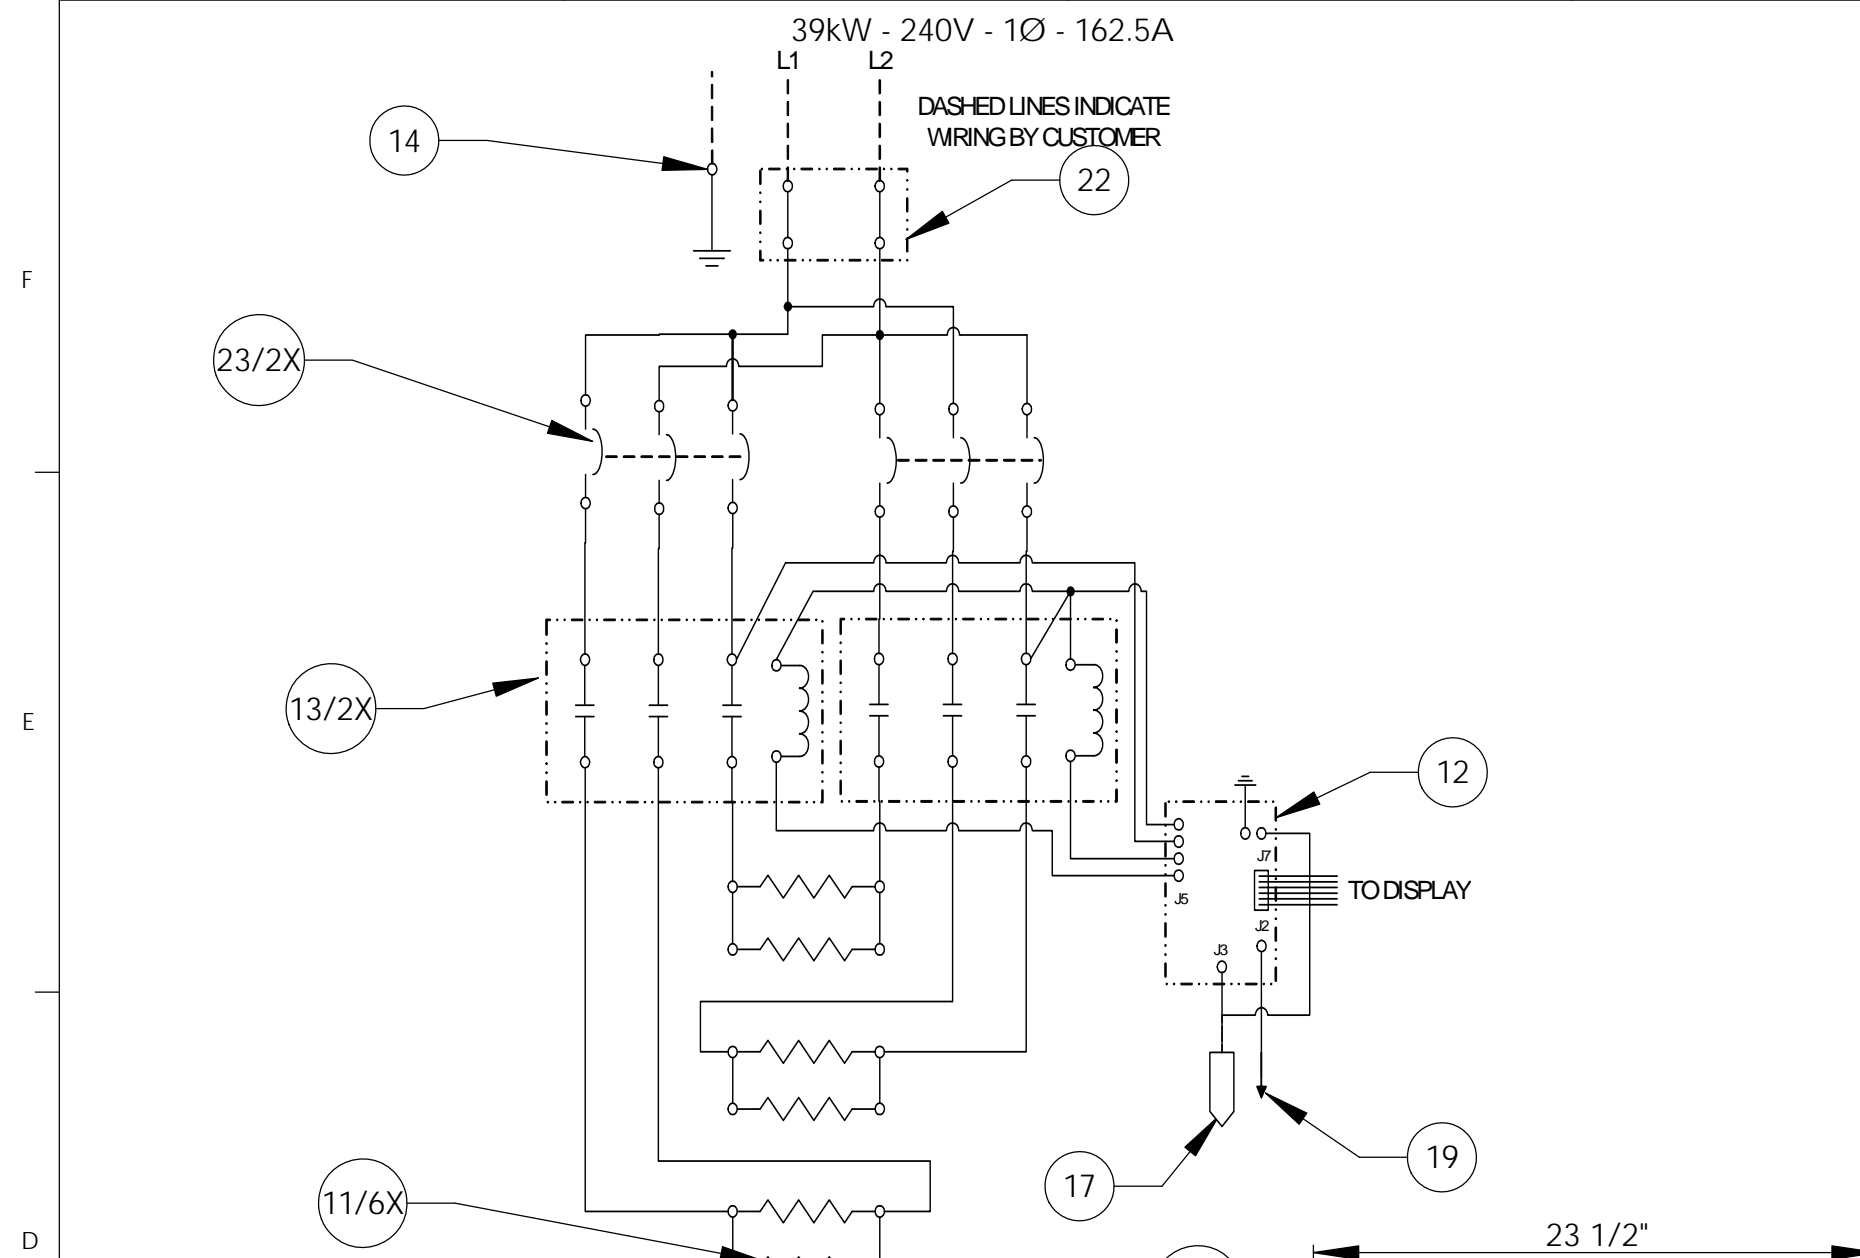 39kW - 240V - 1Ø - 162.5A
L1 L2
DASHED LINES INDICATE
WIRING BY CUSTOMER
14
22
F
23/2X
13/2X
E
12
J7
TO DISPLAY
J5
J2
J3
19
17
11/6X
D
23 1/2"